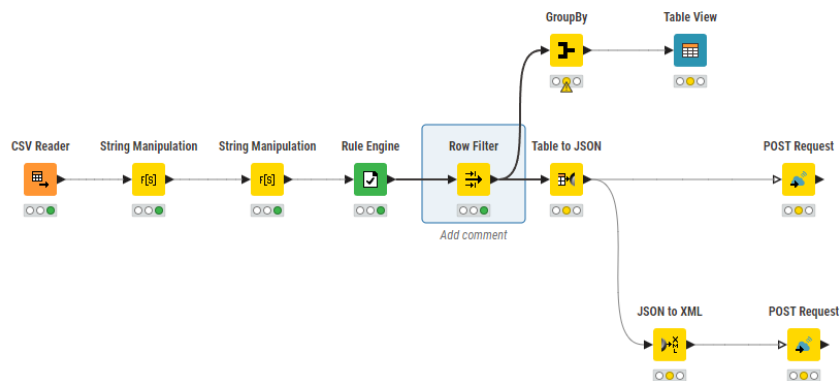 GroupBy
Table View
CSV Reader
String Manipulation
String Manipulation
Rule Engine
Row Filter
Table to JSON
POST Request
F[S]
F[S]
Add comment
JSON to XML
POST Request
XML